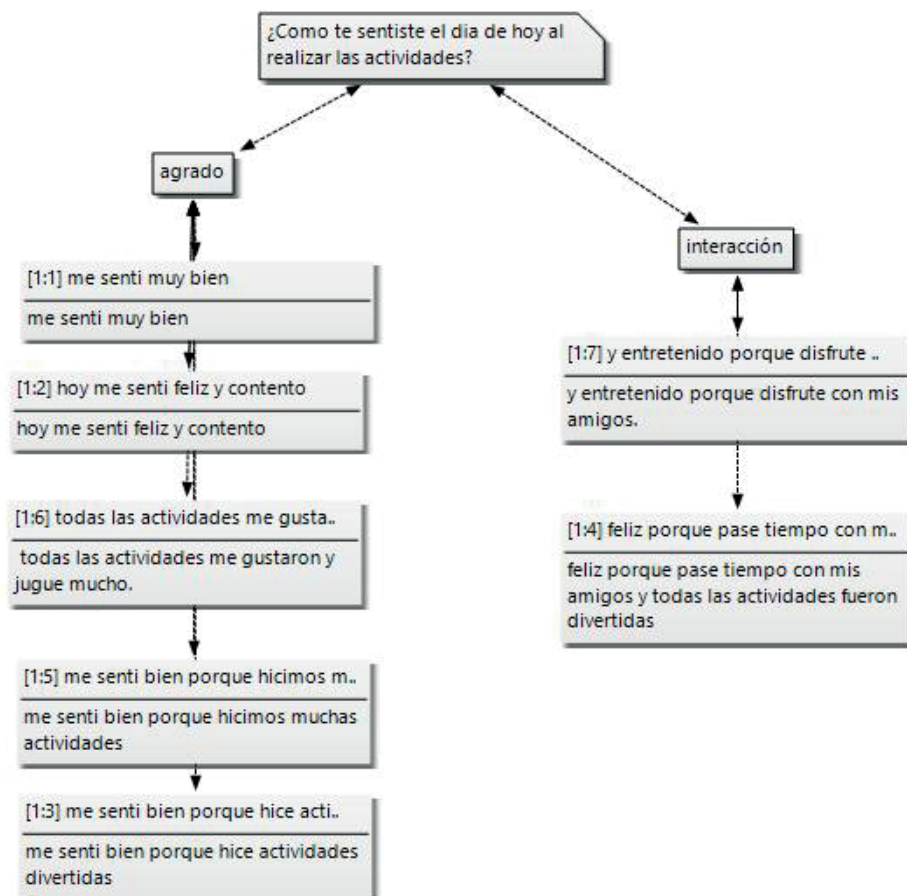 ¿Como te sentiste el dia de hoy al
realizar las actividades?
agrado
[1:1] me senti muy bien
me senti muy bien
[1:2] hoy me senti feliz y contento
hoy me senti feliz y contento
[1:6] todas las actividades me gusta..
todas las actividades me gustaron y
jugue mucho.
[1:5] me senti bien porque hicimos m..
me senti bien porque hicimos muchas
actividades
[1:3] me senti bien porque hice acti..
me senti bien porque hice actividades
divertidas
interacción
[1:7] y entretenido porque disfrute ..
y entretenido porque disfrute con mis
amigos.
[1:4] feliz porque pase tiempo con m..
feliz porque pase tiempo con mis
amigos y todas las actividades fueron
divertidas